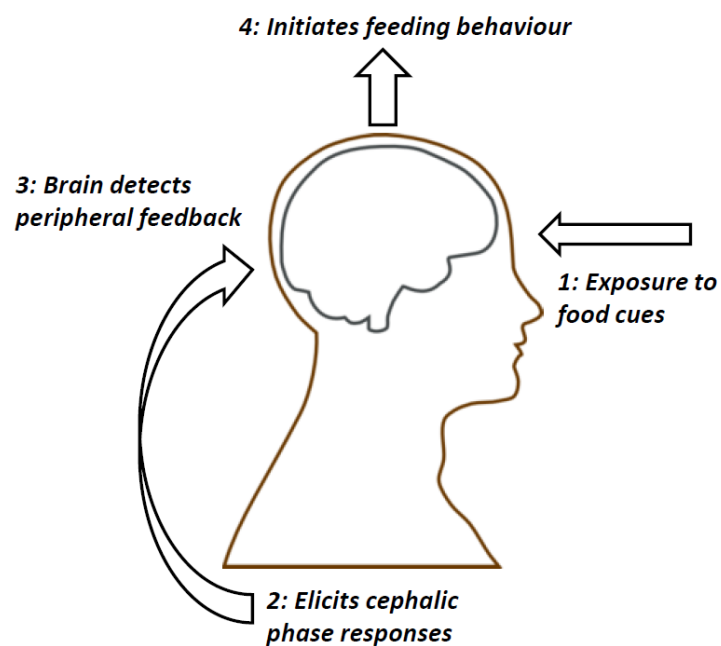 4: Initiates feeding behaviour
3: Brain detects
peripheral feedback
1: Exposure to
food cues
2: Elicits cephalic
phase responses